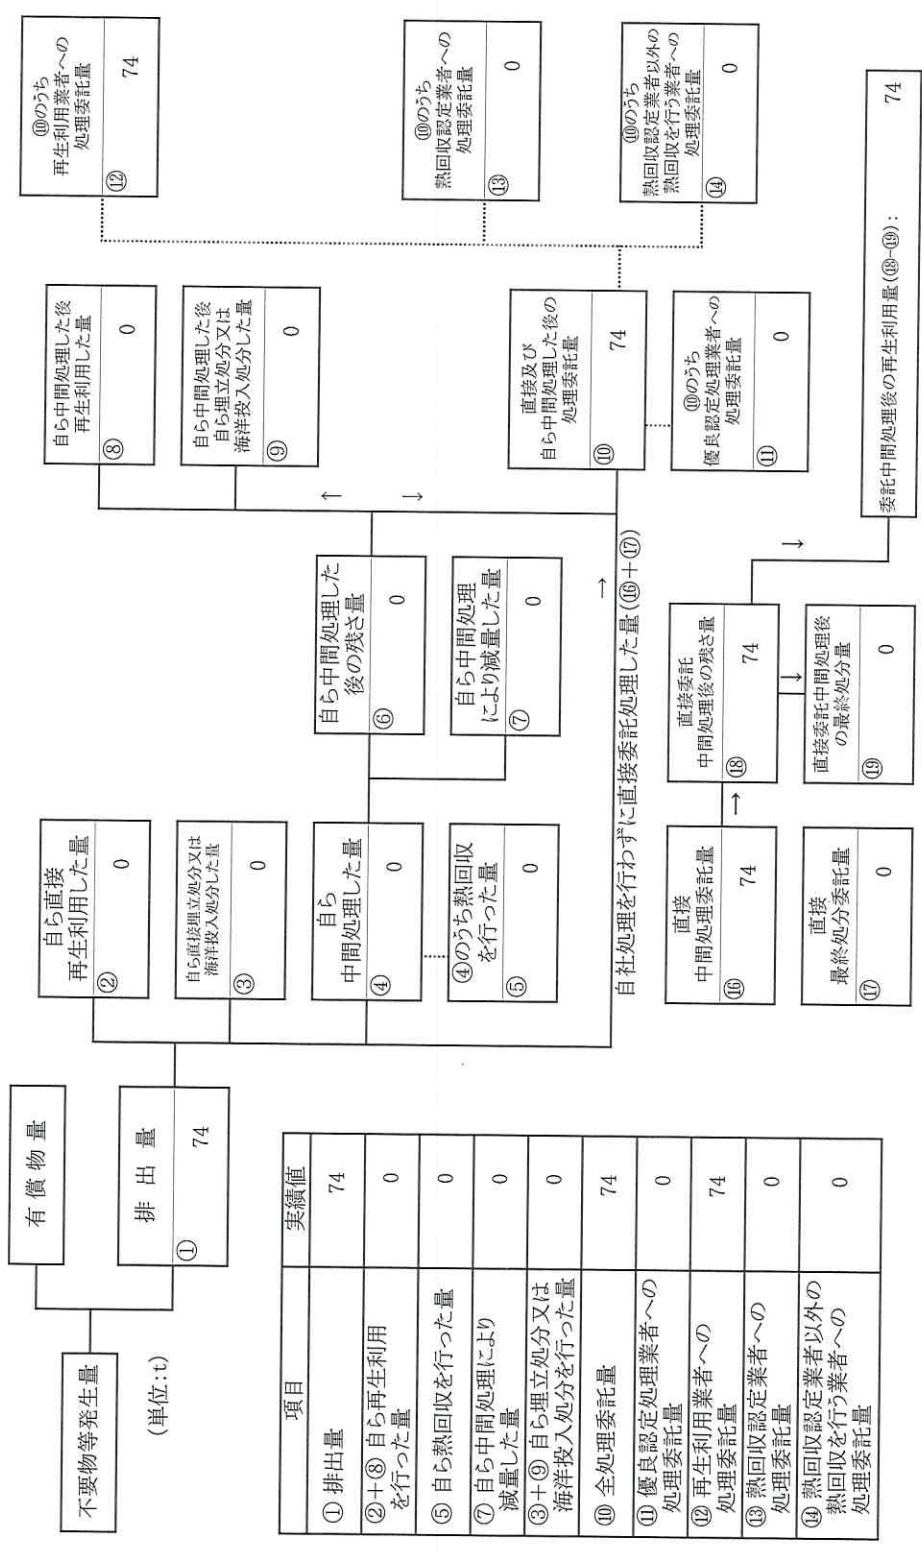 不要物等発生量
(単位:t)
有 償 物 量
排 出 量
①
74
自ら直接
再生利用した量
②
0
自ら直接埋立処分又は
海洋投入処分した量
③
0
自ら
中間処理した量
④
0
④のうち熱回収
を行った量
⑤
0
自ら中間処理した
後の残さ量
⑥
0
自ら中間処理
により減量した量
⑦
0
自ら中間処理した後
再生利用した量
⑧
0
自ら中間処理した後
自ら埋立処分又は
海洋投入処分した量
⑨
0
↑
↓
→
自社処理を行わずに直接委託処理した量(⑯+⑰)
直接及び
自ら中間処理した後の
処理委託量
⑩
74
⑩のうち
優良認定処理業者への
処理委託量
⑪
0
⑩のうち
再生利用業者への
処理委託量
⑫
74
⑩のうち
熱回収認定業者への
処理委託量
⑬
0
⑩のうち
熱回収認定業者以外の
熱回収を行う業者への
処理委託量
⑭
0
直接
中間処理委託量
⑯
74
→
直接
最終処分委託量
⑰
0
直接委託
中間処理後の残さ量
⑱
74
↓
直接委託中間処理後
の最終処分量
⑲
0
↓
委託中間処理後の再生利用量(⑱-⑲):
74
項目 実績値
① 排出量 74
②+⑧ 自ら再生利用
を行った量 0
⑤ 自ら熱回収を行った量 0
⑦ 自ら中間処理により
減量した量 0
③+⑨ 自ら埋立処分又は
海洋投入処分を行った量 0
⑩ 全処理委託量 74
⑪ 優良認定処理業者への
処理委託量 0
⑫ 再生利用業者への
処理委託量 74
⑬ 熱回収認定業者への
処理委託量 0
⑭ 熱回収認定業者以外の
熱回収を行う業者への
処理委託量 0